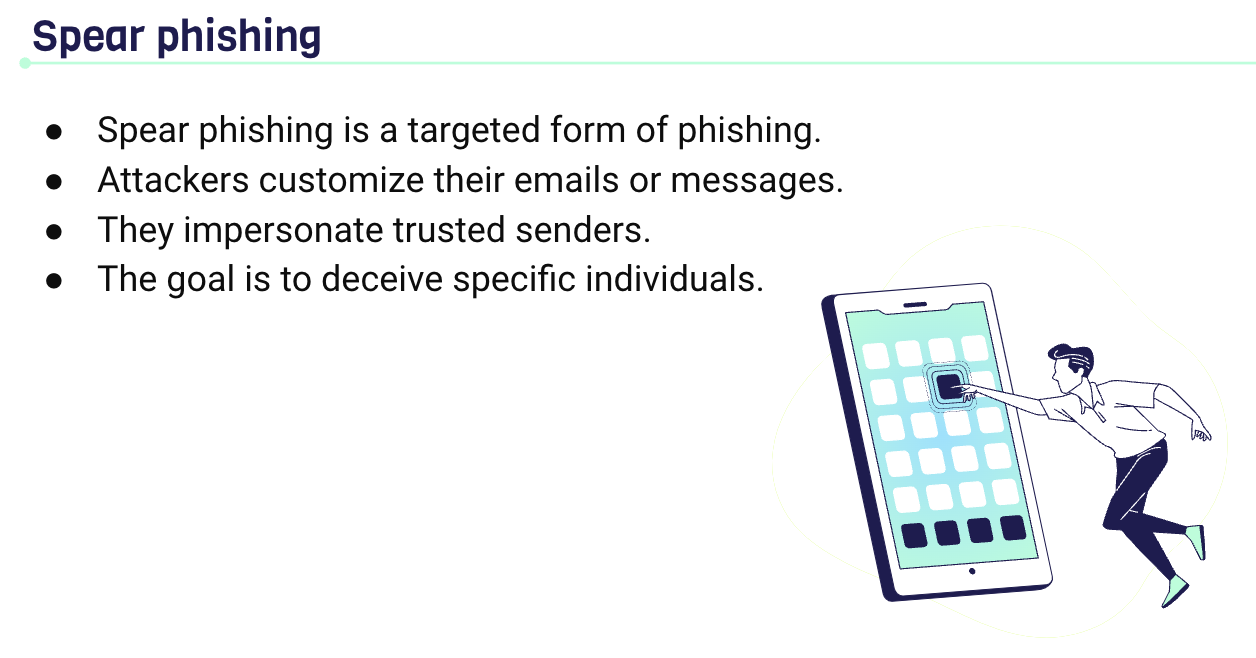 Spear phishing
● Spear phishing is a targeted form of phishing.
● Attackers customize their emails or messages.
● They impersonate trusted senders.
● The goal is to deceive specific individuals.